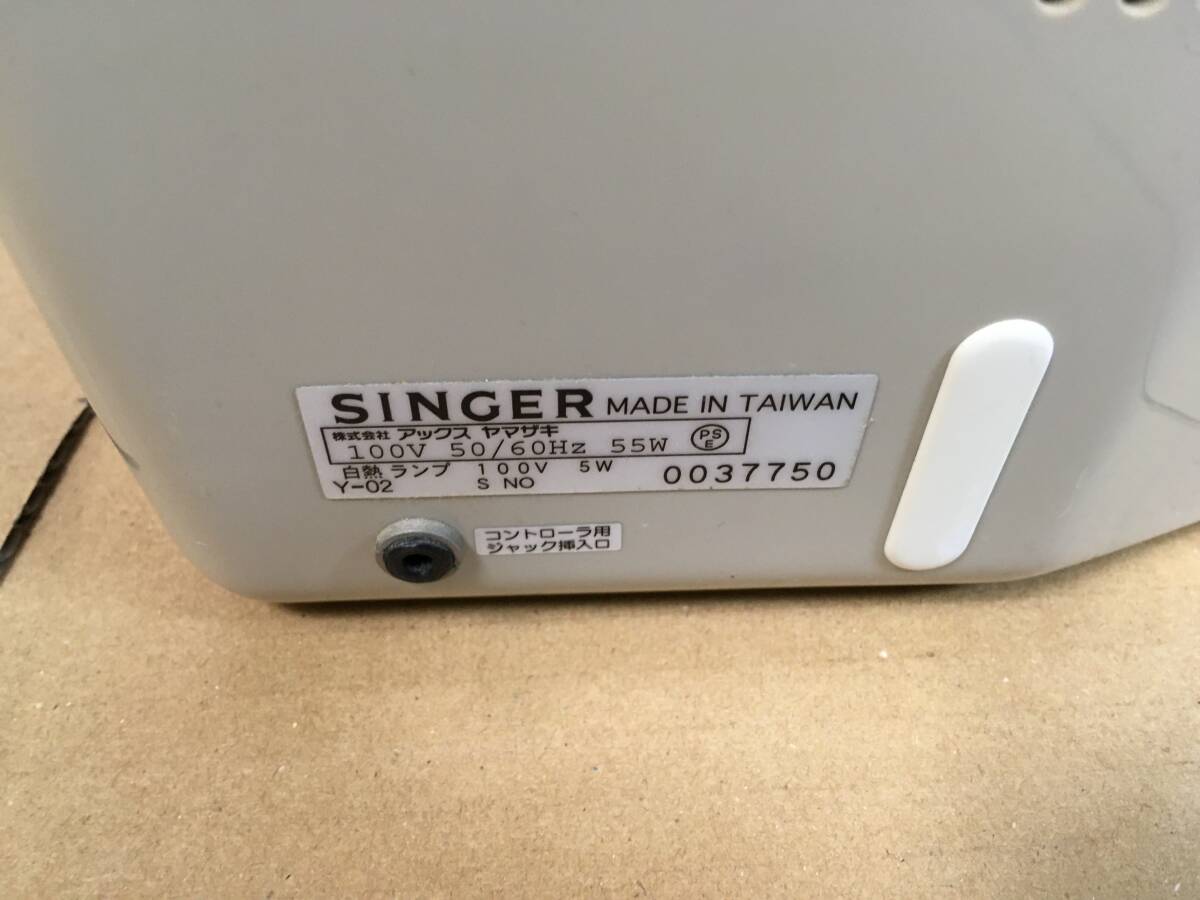 SINGER MADE IN TAIWAN
株式会社 アックス ヤマザキ
100V 50/60Hz 55W PSE
白熱ランプ 100V 5W
Y-02 S NO 0037750
コントローラ用
ジャック挿入口